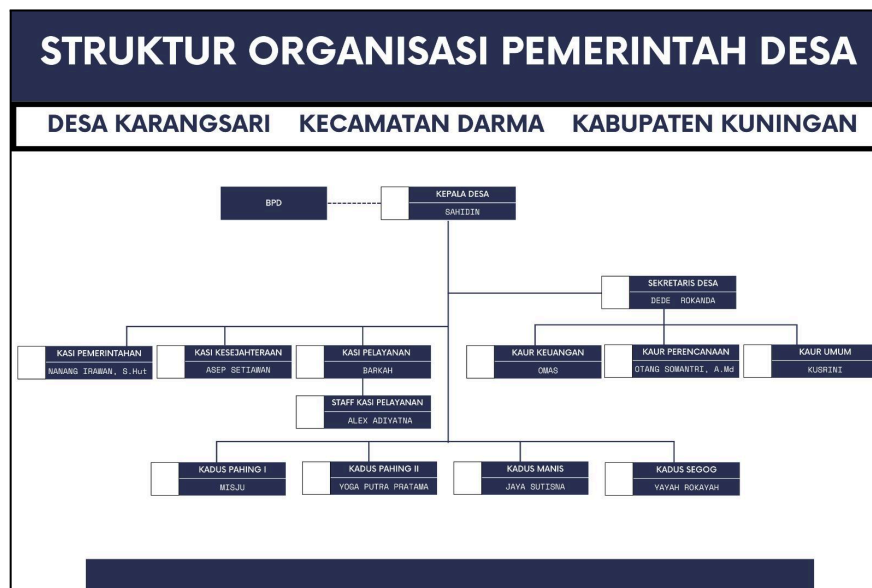 STRUKTUR ORGANISASI PEMERINTAH DESA
DESA KARANGSARI KECAMATAN DARMA KABUPATEN KUNINGAN
BPD
KEPALA DESA
SAHIDIN
SEKRETARIS DESA
DEDE ROKANDA
KASI PEMERINTAHAN
NANANG IRAWAN, S.Hut
KASI KESEJAHTERAAN
ASEP SETIAWAN
KASI PELAYANAN
BARKAH
KAUR KEUANGAN
OMAS
KAUR PERENCANAAN
OTANG SOMANTRI, A.Md
KAUR UMUM
KUSRINI
STAFF KASI PELAYANAN
ALEX ADIYATNA
KADUS PAHING I
MISJU
KADUS PAHING II
YOGA PUTRA PRATAMA
KADUS MANIS
JAYA SUTISNA
KADUS SEGOG
YAYAH ROKAYAH